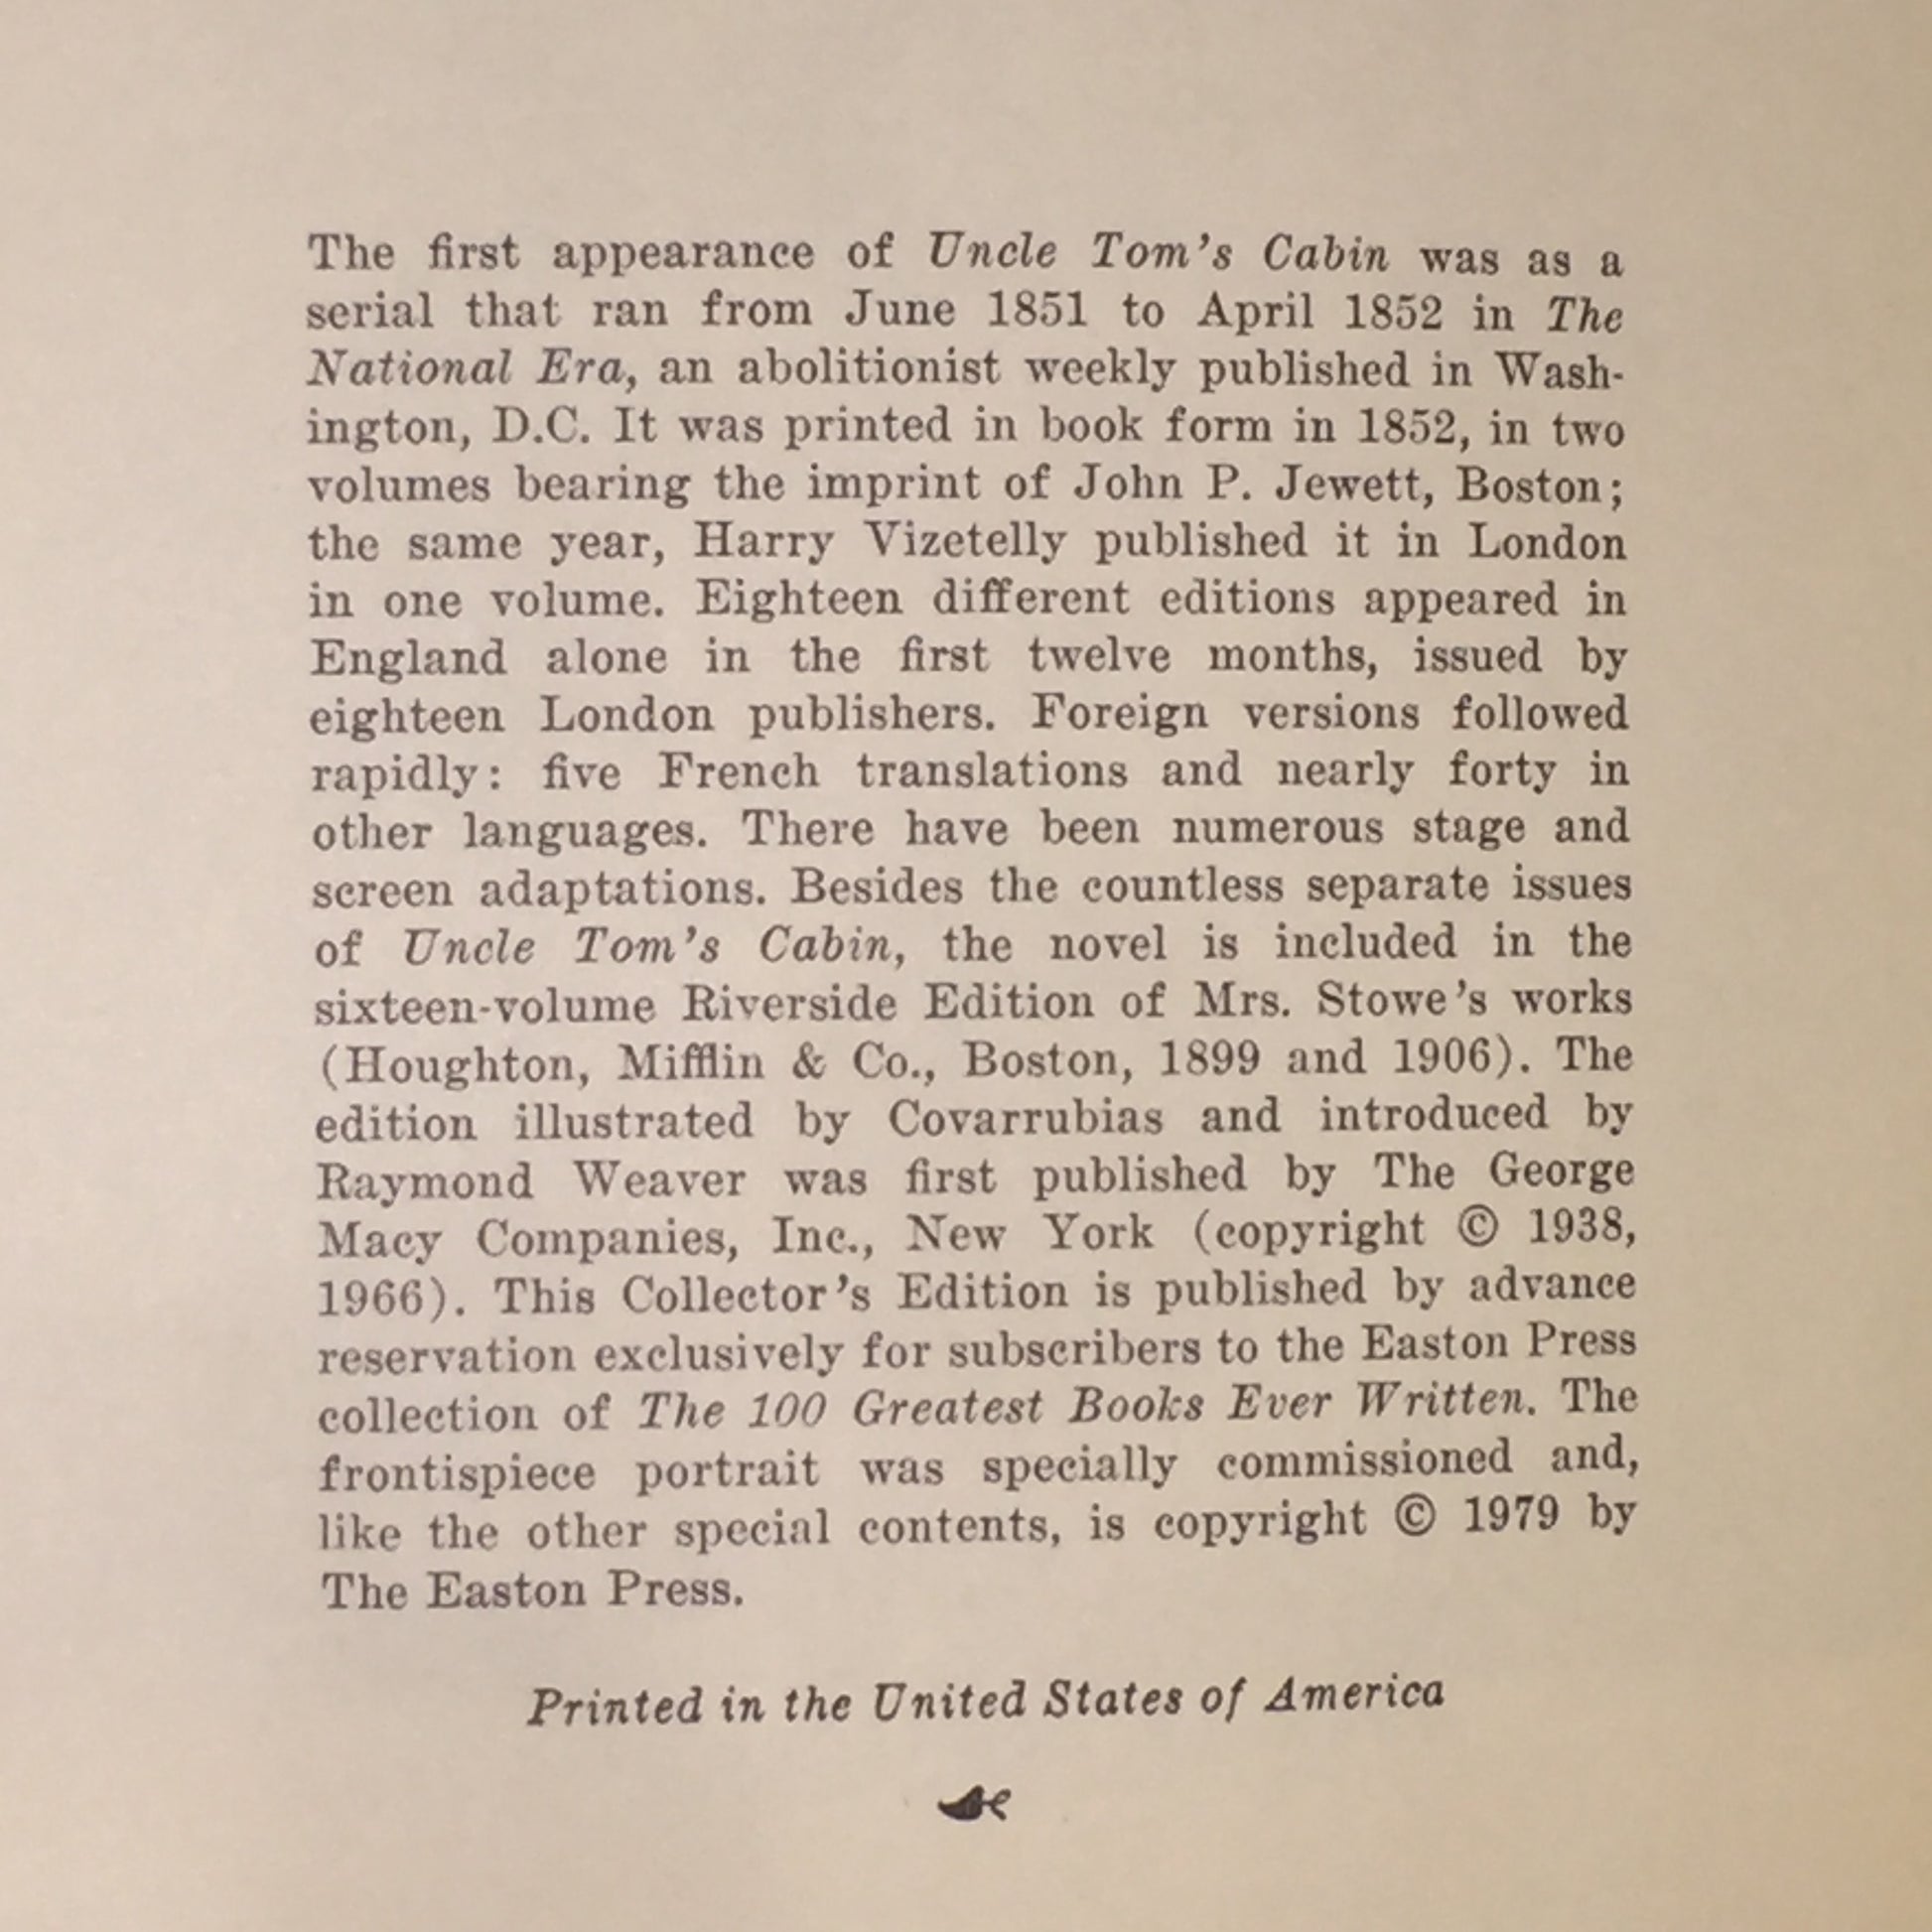 The first appearance of Uncle Tom's Cabin was as a
serial that ran from June 1851 to April 1852 in The
National Era, an abolitionist weekly published in Wash-
ington, D.C. It was printed in book form in 1852, in two
volumes bearing the imprint of John P. Jewett, Boston;
the same year, Harry Vizetelly published it in London
in one volume. Eighteen different editions appeared in
England alone in the first twelve months, issued by
eighteen London publishers. Foreign versions followed
rapidly: five French translations and nearly forty in
other languages. There have been numerous stage and
screen adaptations. Besides the countless separate issues
of Uncle Tom's Cabin, the novel is included in the
sixteen-volume Riverside Edition of Mrs. Stowe's works
(Houghton, Mifflin & Co., Boston, 1899 and 1906). The
edition illustrated by Covarrubias and introduced by
Raymond Weaver was first published by The George
Macy Companies, Inc., New York (copyright © 1938,
1966). This Collector's Edition is published by advance
reservation exclusively for subscribers to the Easton Press
collection of The 100 Greatest Books Ever Written. The
frontispiece portrait was specially commissioned and,
like the other special contents, is copyright © 1979 by
The Easton Press.
Printed in the United States of America